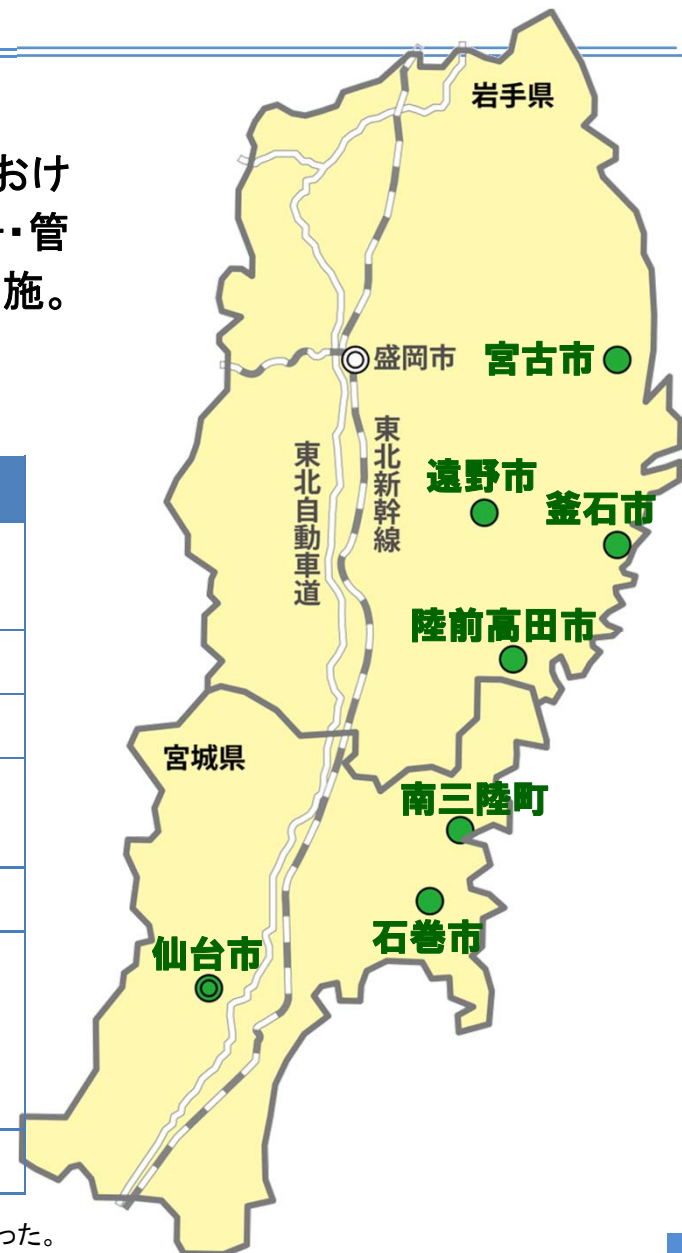 岩手県
おけ
・管
施。
盛岡市
宮古市
東北自動車道
東北新幹線
遠野市
釜石市
陸前高田市
宮城県
南三陸町
石巻市
仙台市
った。